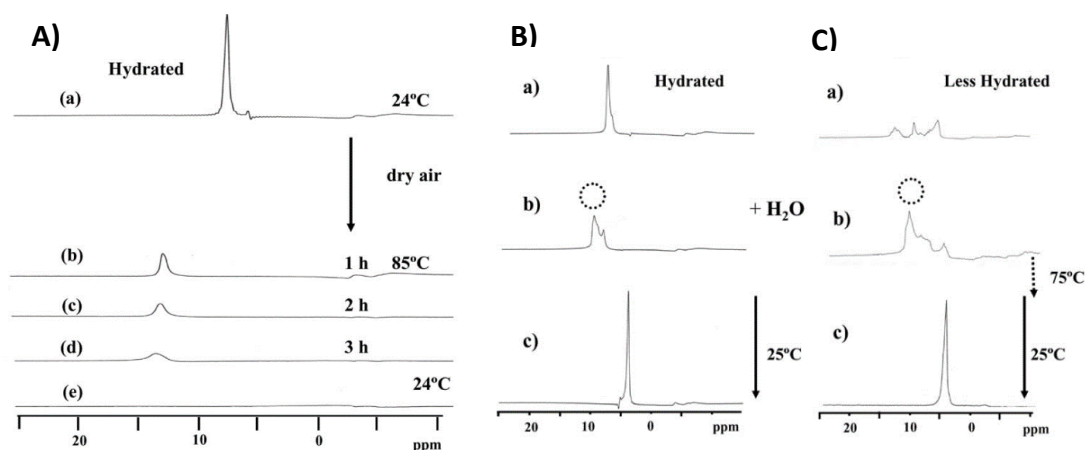 A)
Hydrated
(a)
24ºC
dry air
(b)
1 h
85ºC
(c)
2 h
(d)
3 h
(e)
24ºC
20
10
0
ppm
B)
a)
Hydrated
b)
+ H₂O
c)
25ºC
20
10
0
ppm
C)
Less Hydrated
a)
b)
75ºC
c)
25ºC
20
10
0
ppm